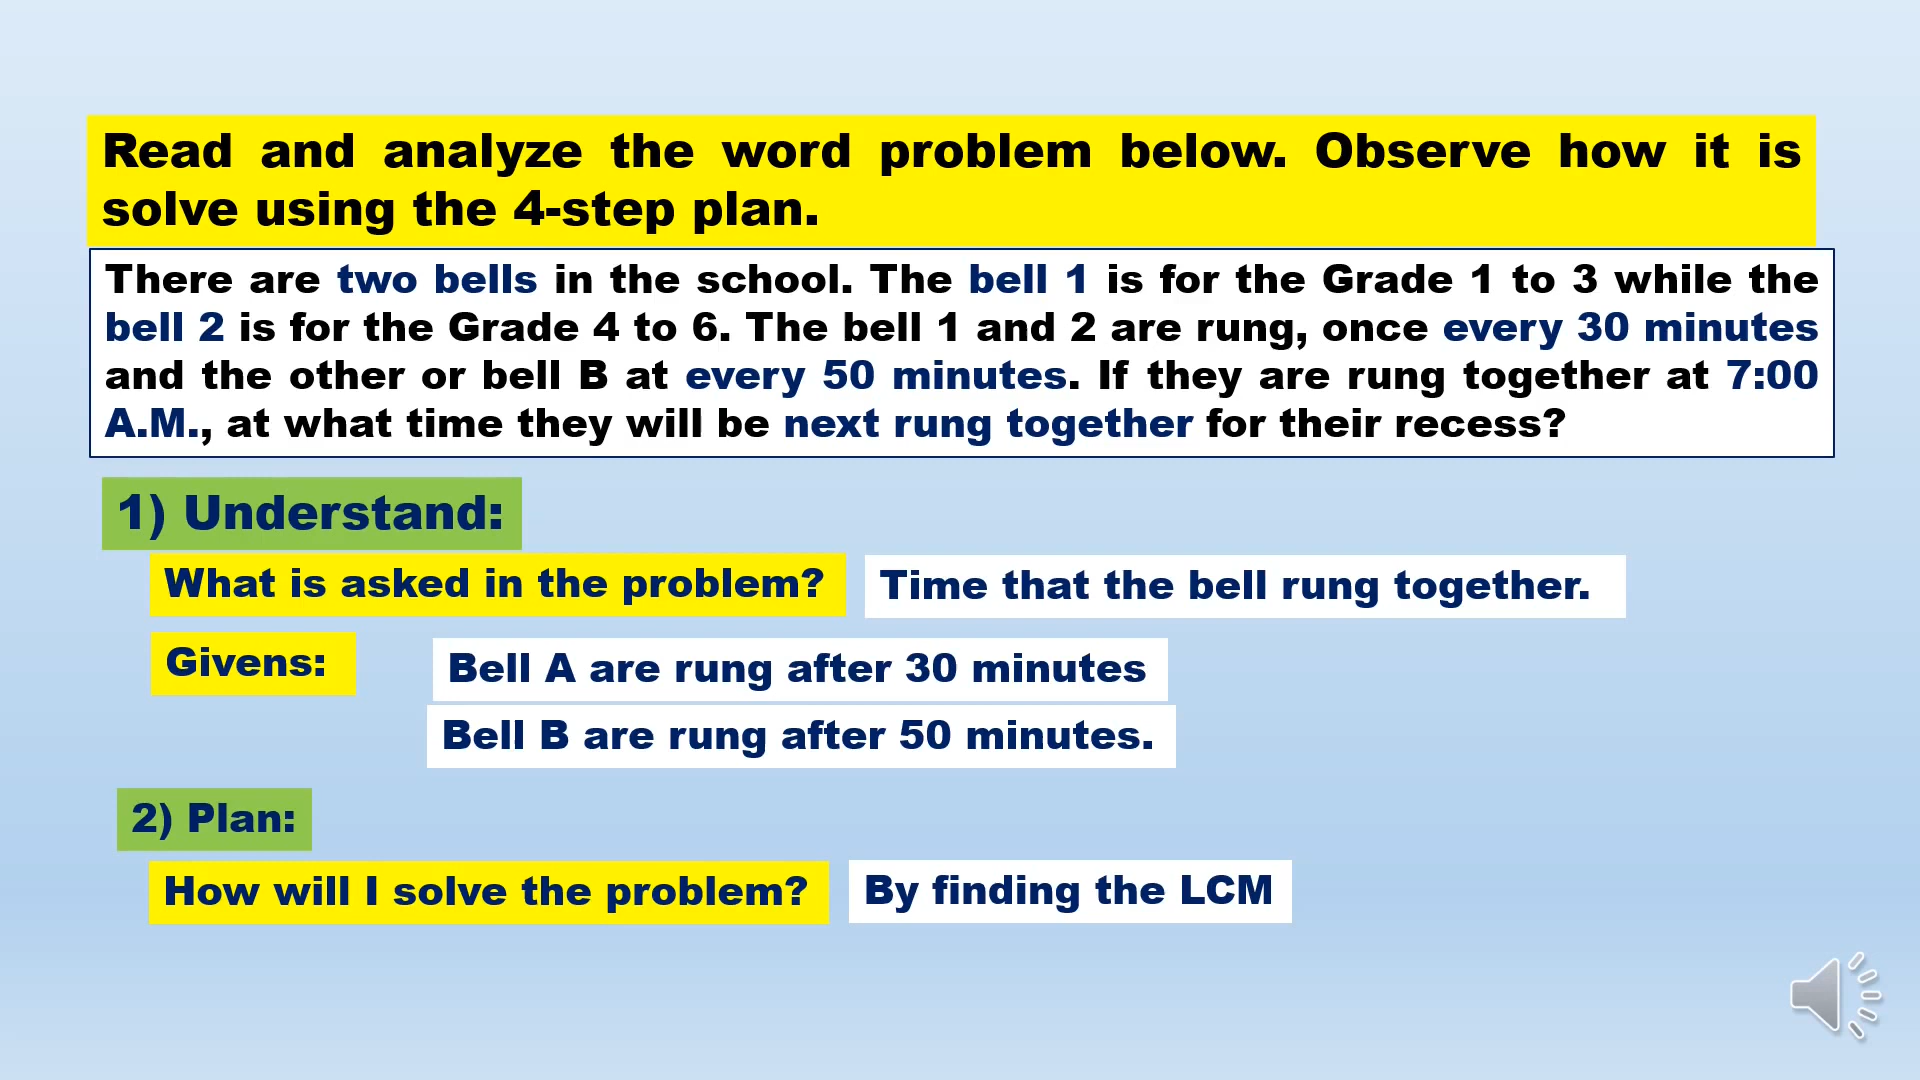 Read and analyze the word problem below. Observe how it is
solve using the 4-step plan.
There are two bells in the school. The bell 1 is for the Grade 1 to 3 while the
bell 2 is for the Grade 4 to 6. The bell 1 and 2 are rung, once every 30 minutes
and the other or bell B at every 50 minutes. If they are rung together at 7:00
A.M., at what time they will be next rung together for their recess?
1) Understand:
What is asked in the problem? Time that the bell rung together.
Givens: Bell A are rung after 30 minutes
Bell B are rung after 50 minutes.
2) Plan:
How will I solve the problem? By finding the LCM